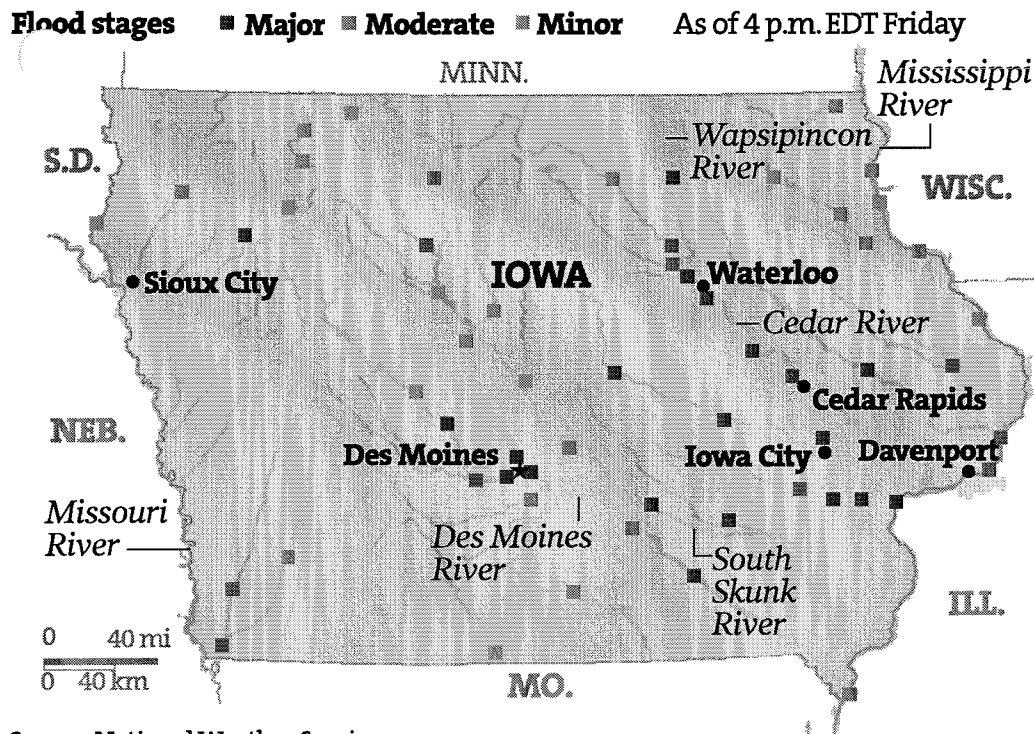 Flood stages Major Moderate Minor As of 4 p.m. EDT Friday
MINN.
Mississippi
River
Wapsipincon
River
S.D.
WISC.
IOWA
Waterloo
Sioux City
Cedar River
Cedar Rapids
NEB.
Des Moines
Iowa City
Davenport
Missouri
River
Des Moines
River
South
Skunk
River
ILL.
0 40 mi
0 40 km
MO.